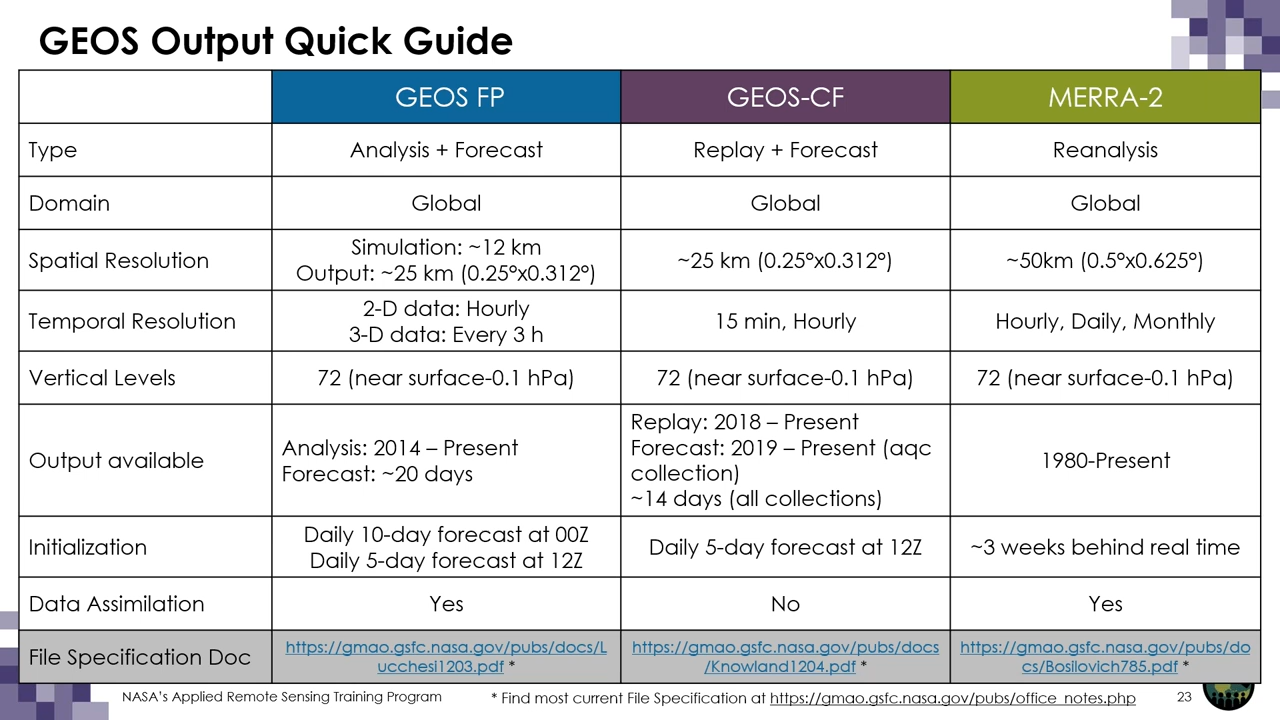 GEOS Output Quick Guide
GEOS FP
GEOS-CF
MERRA-2
Type
Analysis + Forecast
Replay + Forecast
Reanalysis
Domain
Global
Global
Global
Spatial Resolution
Simulation: ~12 km
Output: ~25 km (0.25°x0.312°)
~25 km (0.25°x0.312°)
~50km (0.5°x0.625°)
Temporal Resolution
2-D data: Hourly
3-D data: Every 3 h
15 min, Hourly
Hourly, Daily, Monthly
Vertical Levels
72 (near surface-0.1 hPa)
72 (near surface-0.1 hPa)
72 (near surface-0.1 hPa)
Output available
Analysis: 2014 – Present
Forecast: ~20 days
Replay: 2018 – Present
Forecast: 2019 – Present (aqc
collection)
~14 days (all collections)
1980-Present
Initialization
Daily 10-day forecast at 00Z
Daily 5-day forecast at 12Z
Daily 5-day forecast at 12Z
~3 weeks behind real time
Data Assimilation
Yes
No
Yes
File Specification Doc
https://gmao.gsfc.nasa.gov/pubs/docs/L
ucchesi1203.pdf *
https://gmao.gsfc.nasa.gov/pubs/docs
/Knowland1204.pdf *
https://gmao.gsfc.nasa.gov/pubs/do
cs/Bosilovich785.pdf *
NASA's Applied Remote Sensing Training Program
* Find most current File Specification at https://gmao.gsfc.nasa.gov/pubs/office_notes.php
23